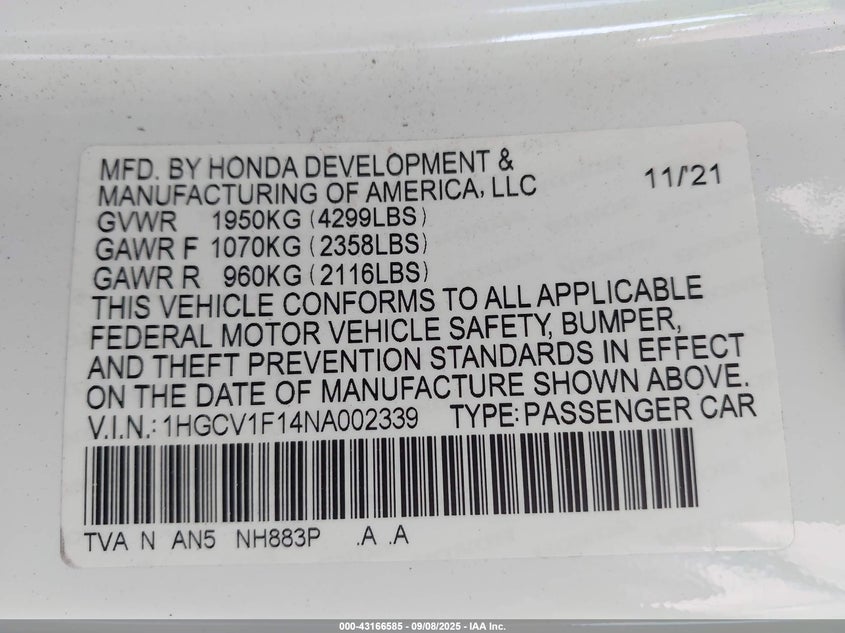 MFD. BY HONDA DEVELOPMENT &
MANUFACTURING OF AMERICA, LLC 11/'21
GVWR 1950KG (4299LBS)
GAWR F 1070KG (2358LBS)
GAWR R 960KG (2116LBS)
THIS VEHICLE CONFORMS TO ALL APPLICABLE
FEDERAL MOTOR VEHICLE SAFETY, BUMPER,
AND THEFT PREVENTION STANDARDS IN EFFECT
ON THE DATE OF MANUFACTURE SHOWN ABOVE.
V.I.N.: 1HGCV1F14NA002339 TYPE: PASSENGER CAR
TVA N AN5 NH883P .A .A
000-43166585 - 09/08/2025 - IAA Inc.